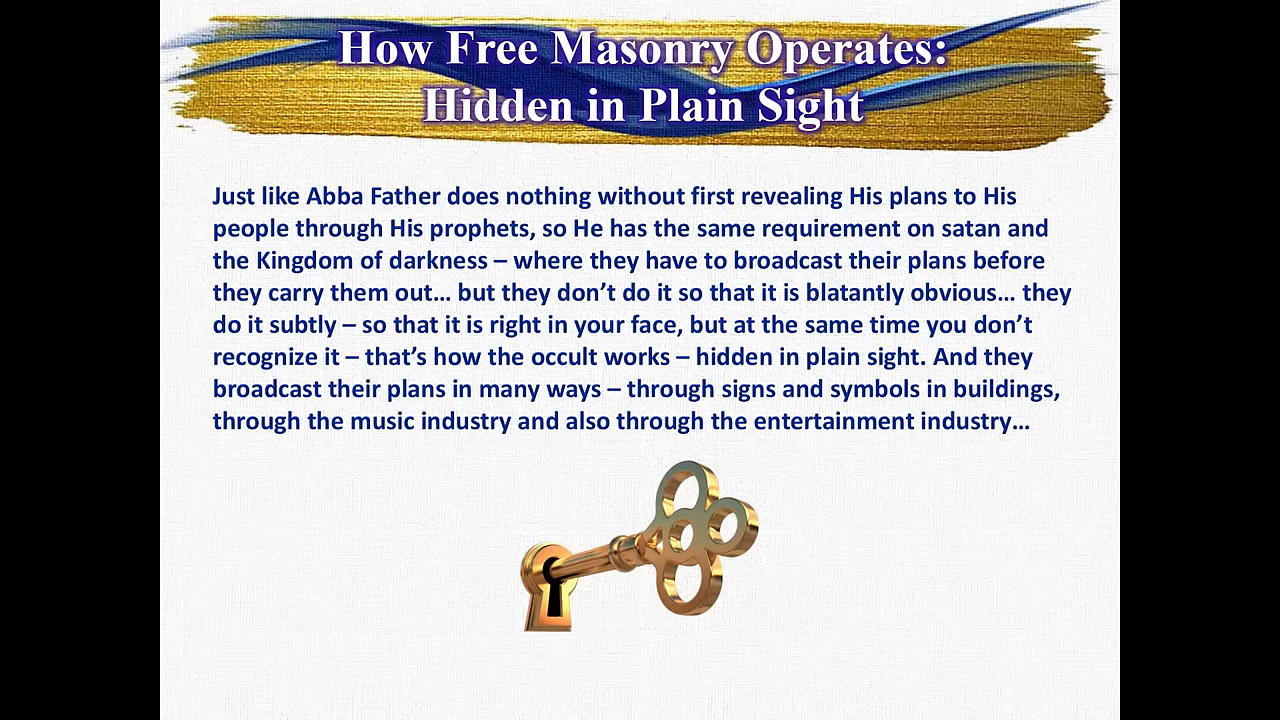 How Free Masonry Operates:
Hidden in Plain Sight
Just like Abba Father does nothing without first revealing His plans to His
people through His prophets, so He has the same requirement on satan and
the Kingdom of darkness – where they have to broadcast their plans before
they carry them out… but they don’t do it so that it is blatantly obvious… they
do it subtly – so that it is right in your face, but at the same time you don’t
recognize it – that’s how the occult works – hidden in plain sight. And they
broadcast their plans in many ways – through signs and symbols in buildings,
through the music industry and also through the entertainment industry…